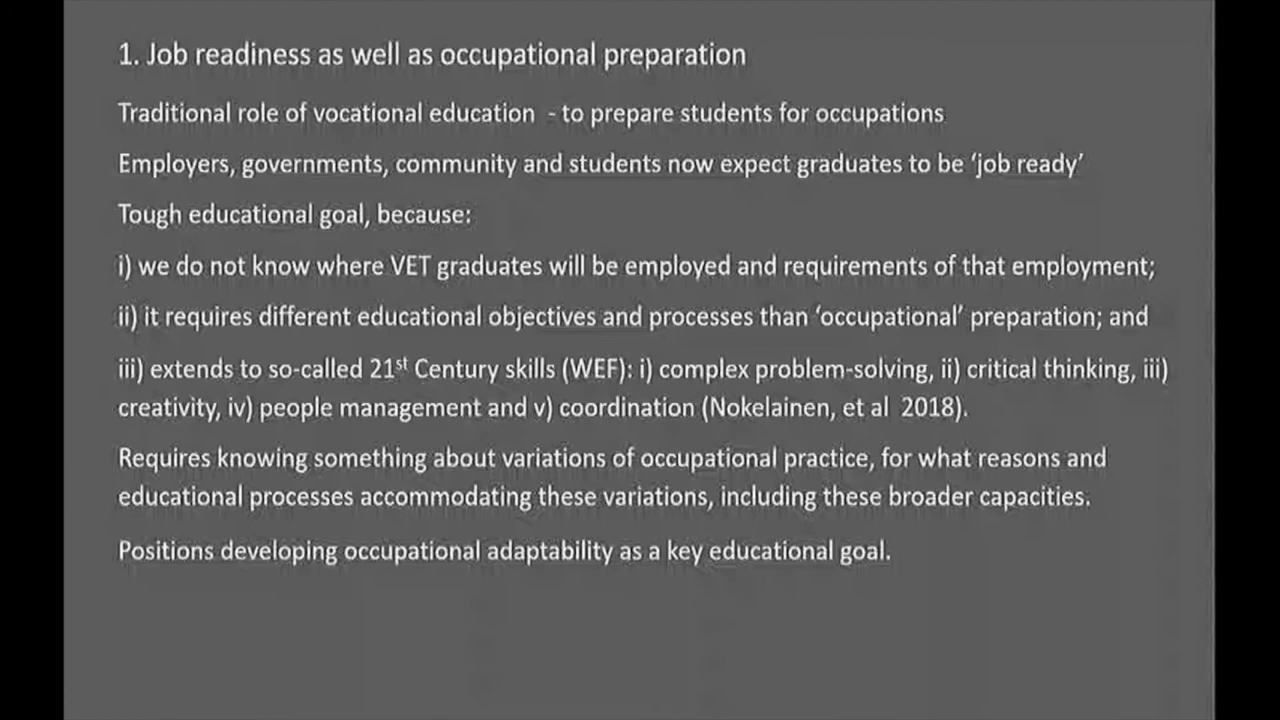 1. Job readiness as well as occupational preparation
Traditional role of vocational education  - to prepare students for occupations
Employers, governments, community and students now expect graduates to be ‘job ready’
Tough educational goal, because:
i) we do not know where VET graduates will be employed and requirements of that employment;
ii) it requires different educational objectives and processes than ‘occupational’ preparation; and
iii) extends to so-called 21st Century skills (WEF): i) complex problem-solving, ii) critical thinking, iii)
creativity, iv) people management and v) coordination (Nokelainen, et al  2018).
Requires knowing something about variations of occupational practice, for what reasons and
educational processes accommodating these variations, including these broader capacities.
Positions developing occupational adaptability as a key educational goal.